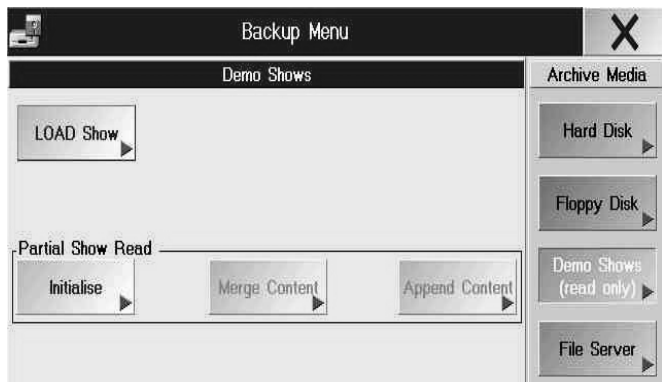 Backup Menu
Demo Shows
LOAD Show
Partial Show Read
Initialise
Merge Content
Append Content
Archive Media
Hard Disk
Floppy Disk
Demo Shows
(read only)
File Server